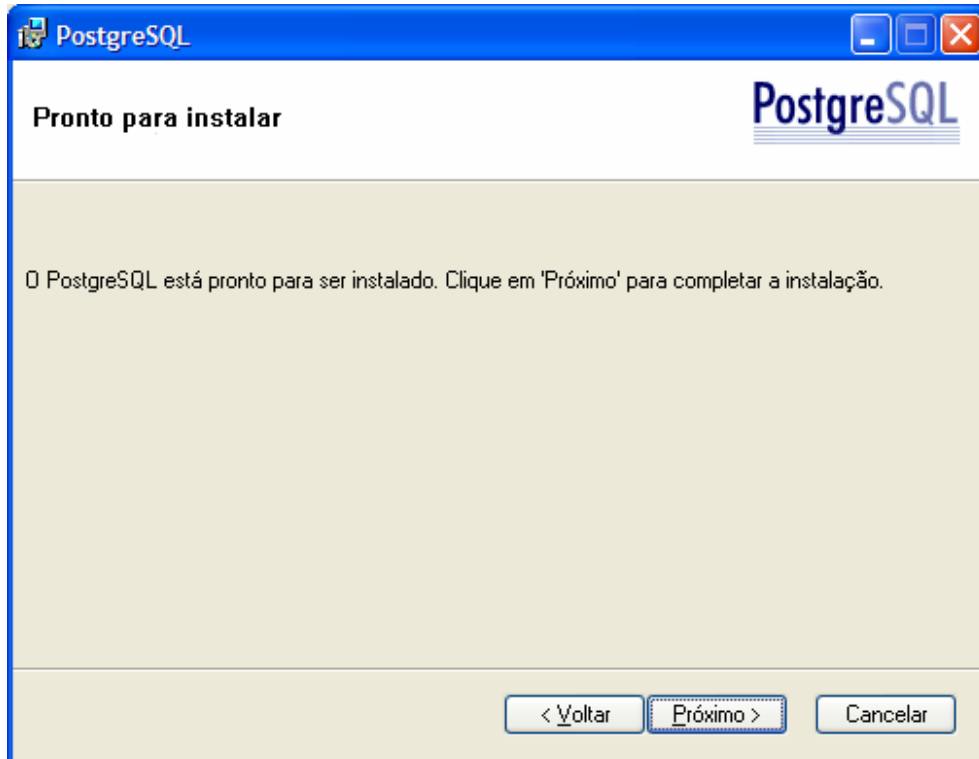 PostgreSQL
Pronto para instalar
PostgreSQL
O PostgreSQL está pronto para ser instalado. Clique em 'Próximo' para completar a instalação.
< Voltar
Próximo >
Cancelar